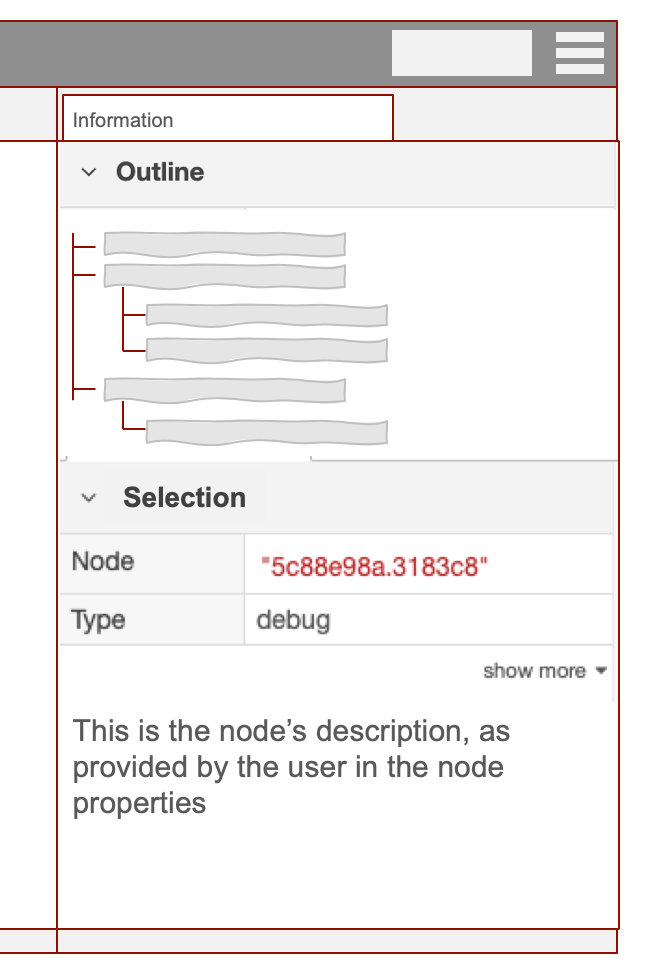 Information
Outline
Selection
Node
"5c88e98a.3183c8"
Type
debug
show more
This is the node’s description, as
provided by the user in the node
properties